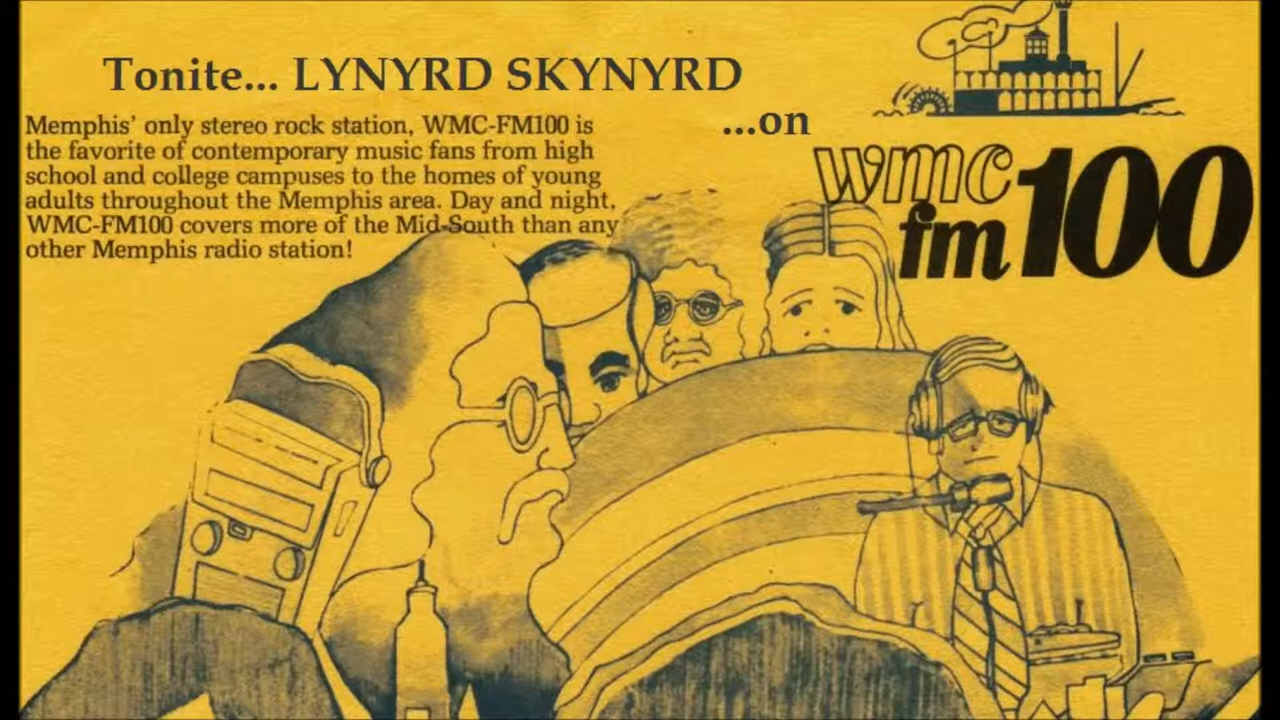 Tonite... LYNYRD SKYNYRD
...on
wmc
fm 100
Memphis' only stereo rock station, WMC-FM100 is
the favorite of contemporary music fans from high
school and college campuses to the homes of young
adults throughout the Memphis area. Day and night,
WMC-FM100 covers more of the Mid-South than any
other Memphis radio station!